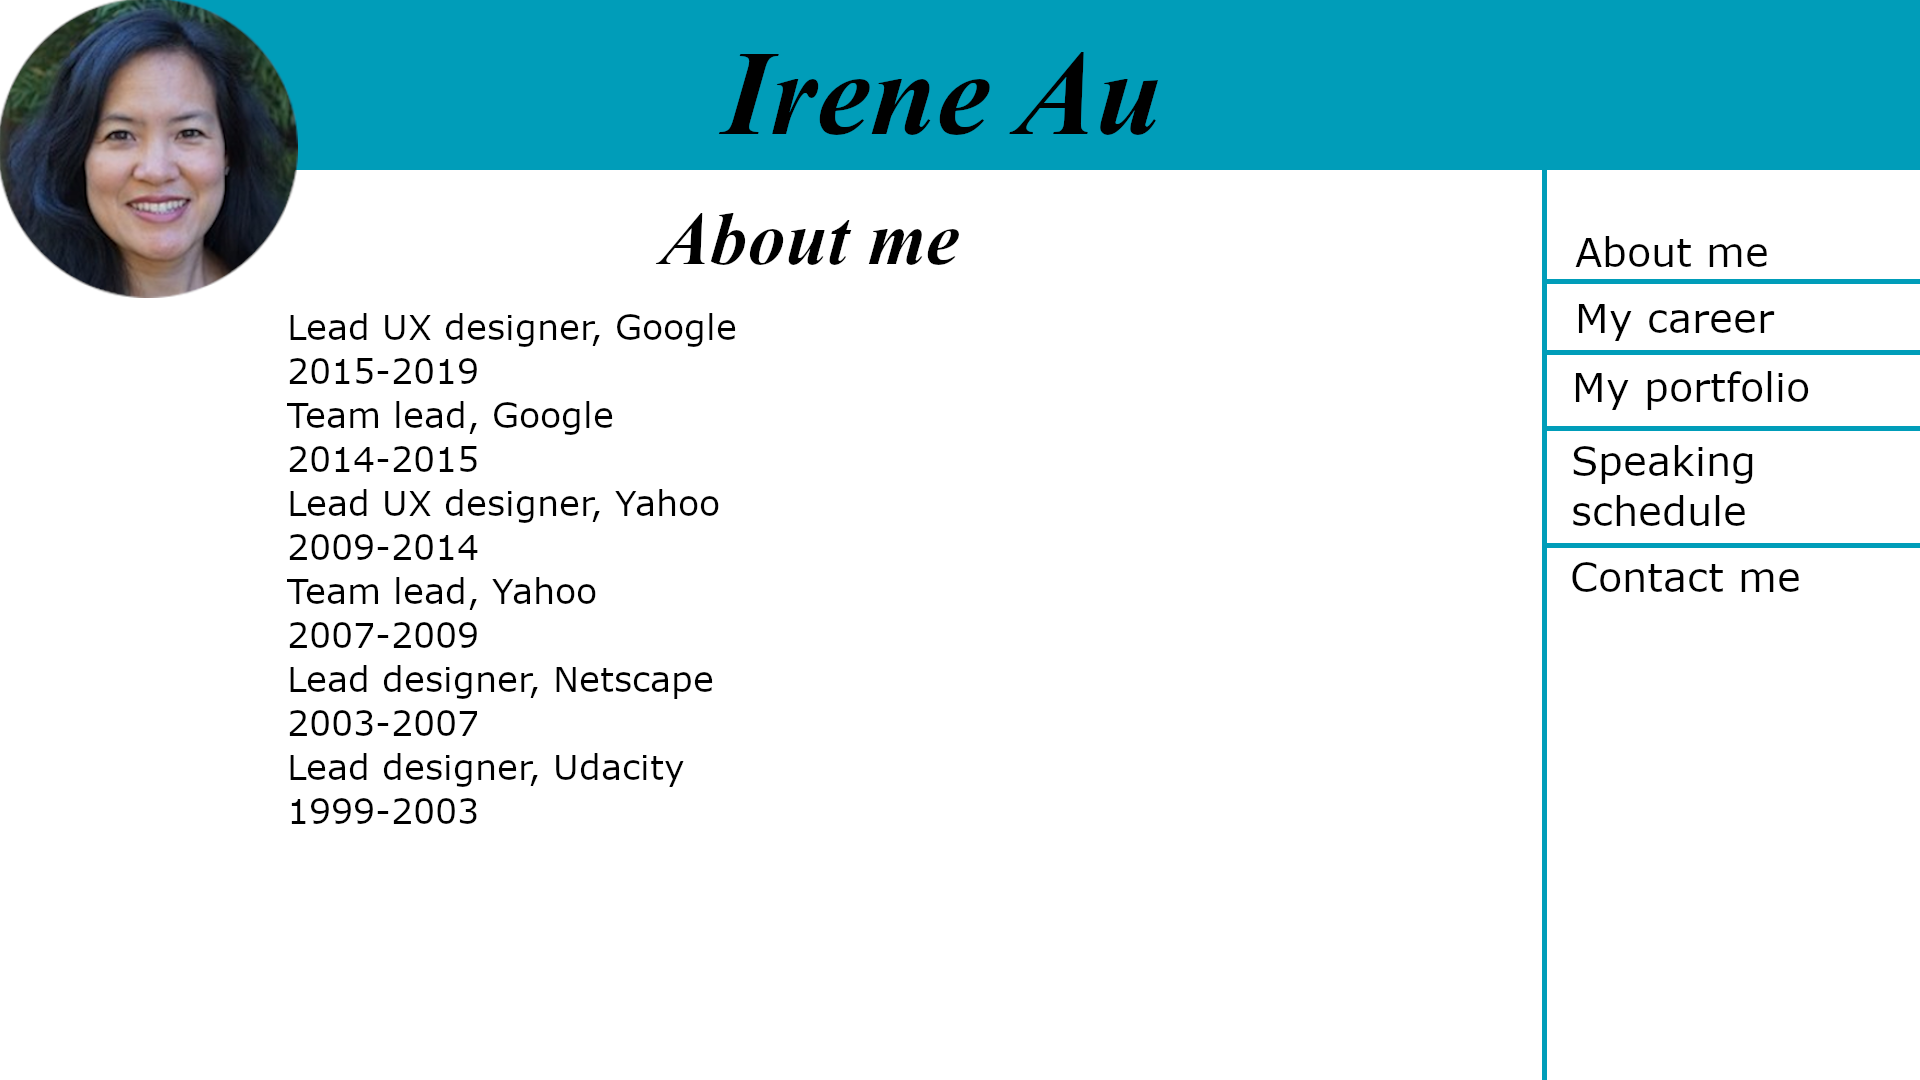 Irene Au
About me
Lead UX designer, Google
2015-2019
Team lead, Google
2014-2015
Lead UX designer, Yahoo
2009-2014
Team lead, Yahoo
2007-2009
Lead designer, Netscape
2003-2007
Lead designer, Udacity
1999-2003
About me
My career
My portfolio
Speaking
schedule
Contact me